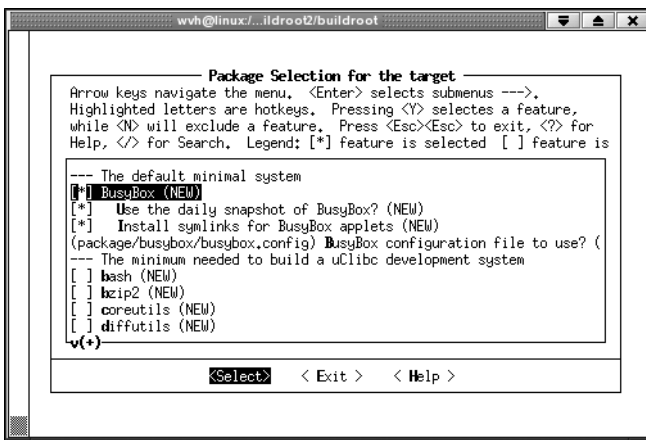 wvh@linux:/...ildroot2/buildroot
Package Selection for the target
Arrow keys navigate the menu. <Enter> selects submenus --->.
Highlighted letters are hotkeys. Pressing <Y> selectes a feature,
while <N> will exclude a feature. Press <Esc><Esc> to exit, <?> for
Help, </> for Search. Legend: [*] feature is selected [ ] feature is
--- The default minimal system
[*] BusyBox (NEW)
[*] Use the daily snapshot of BusyBox? (NEW)
[*] Install symlinks for BusyBox applets (NEW)
(package/busybox/busybox.config) BusyBox configuration file to use? (
--- The minimum needed to build a uClibc development system
[ ] bash (NEW)
[ ] bzip2 (NEW)
[ ] coreutils (NEW)
[ ] diffutils (NEW)
v(+)
<Select> < Exit > < Help >